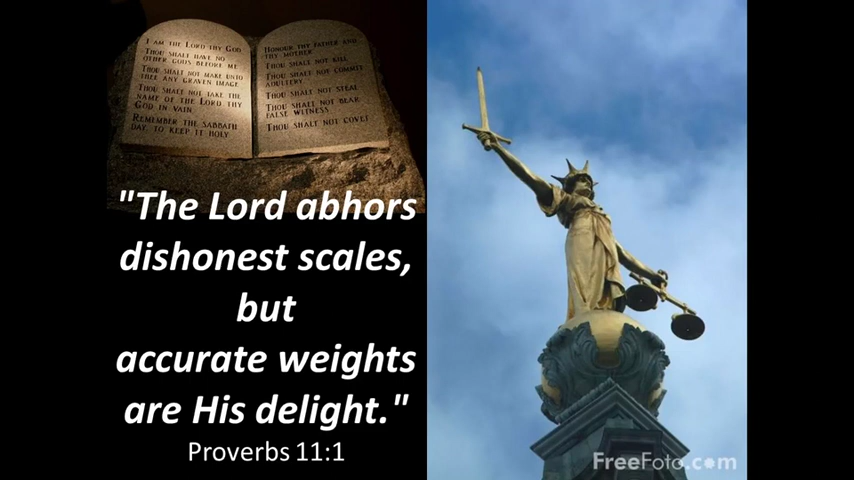 I AM THE LORD THY GOD
THOU SHALT HAVE NO
OTHER GODS BEFORE ME
THOU SHALT NOT MAKE UNTO
THEE ANY GRAVEN IMAGE
THOU SHALT NOT TAKE THE
NAME OF THE LORD THY
GOD IN VAIN
REMEMBER THE SABBATH
DAY, TO KEEP IT HOLY
HONOUR THY FATHER AND
THY MOTHER
THOU SHALT NOT KILL
THOU SHALT NOT COMMIT
ADULTERY
THOU SHALT NOT STEAL
THOU SHALT NOT BEAR
FALSE WITNESS
THOU SHALT NOT COVET
"The Lord abhors
dishonest scales,
but
accurate weights
are His delight."
Proverbs 11:1
FreeFoto.com